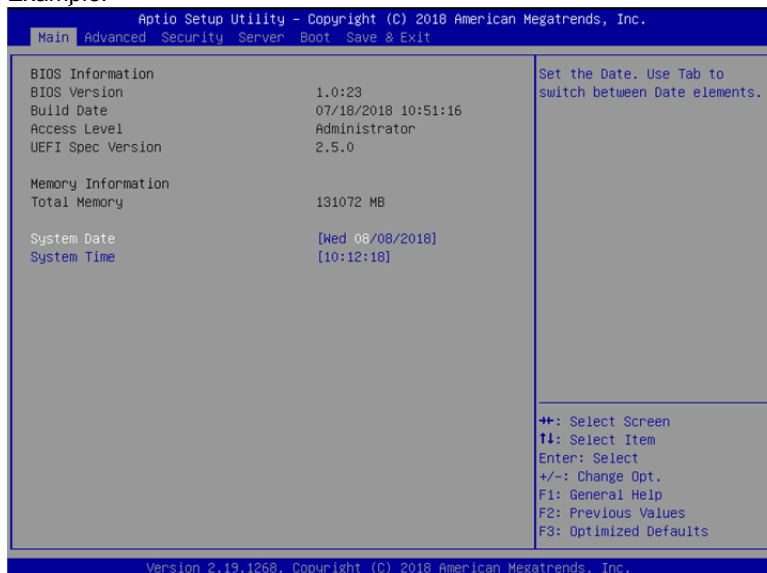 Example:
Aptio Setup Utility – Copyright (C) 2018 American Megatrends, Inc.
Main Advanced Security Server Boot Save & Exit
BIOS Information
BIOS Version 1.0:23
Build Date 07/18/2018 10:51:16
Access Level Administrator
UEFI Spec Version 2.5.0
Memory Information
Total Memory 131072 MB
System Date [Wed 08/08/2018]
System Time [10:12:18]
Set the Date. Use Tab to
switch between Date elements.
→←: Select Screen
↑↓: Select Item
Enter: Select
+/-: Change Opt.
F1: General Help
F2: Previous Values
F3: Optimized Defaults
Version 2.19.1268. Copyright (C) 2018 American Megatrends, Inc.